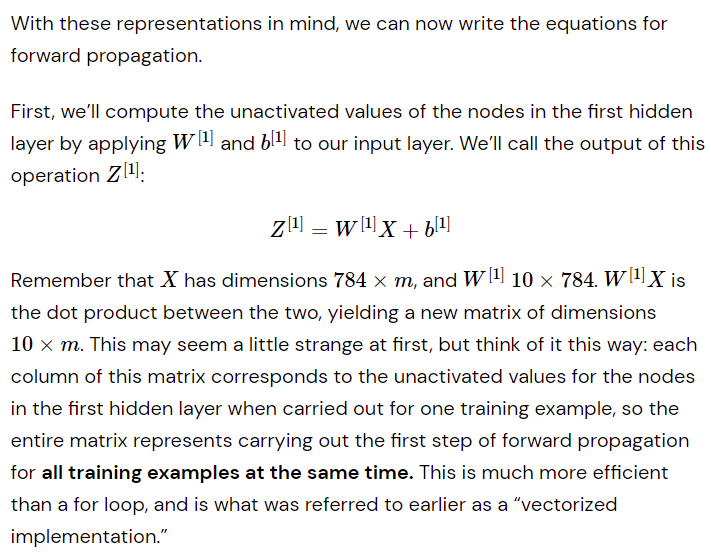 With these representations in mind, we can now write the equations for
forward propagation.
First, we’ll compute the unactivated values of the nodes in the first hidden
layer by applying W^[1] and b^[1] to our input layer. We’ll call the output of this
operation Z^[1]:
Z^[1] = W^[1]X + b^[1]
Remember that X has dimensions 784 × m, and W^[1] 10 × 784. W^[1]X is
the dot product between the two, yielding a new matrix of dimensions
10 × m. This may seem a little strange at first, but think of it this way: each
column of this matrix corresponds to the unactivated values for the nodes
in the first hidden layer when carried out for one training example, so the
entire matrix represents carrying out the first step of forward propagation
for all training examples at the same time. This is much more efficient
than a for loop, and is what was referred to earlier as a “vectorized
implementation.”